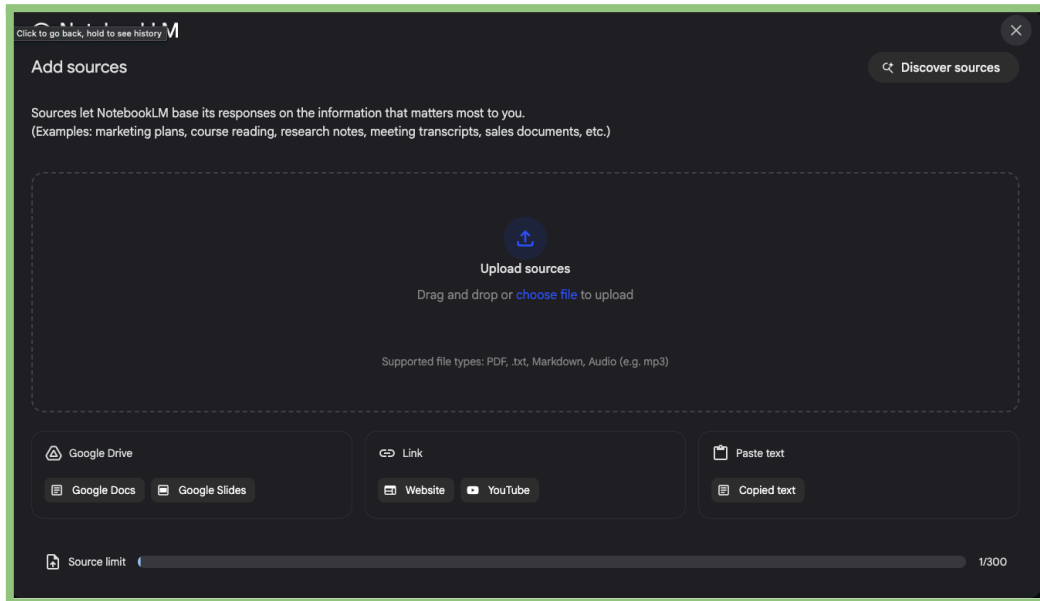 Click to go back, hold to see history
Add sources
Discover sources
Sources let NotebookLM base its responses on the information that matters most to you.
(Examples: marketing plans, course reading, research notes, meeting transcripts, sales documents, etc.)
Upload sources
Drag and drop or choose file to upload
Supported file types: PDF, .txt, Markdown, Audio (e.g. mp3)
Google Drive
Google Docs Google Slides
Link
Website YouTube
Paste text
Copied text
Source limit 1/300